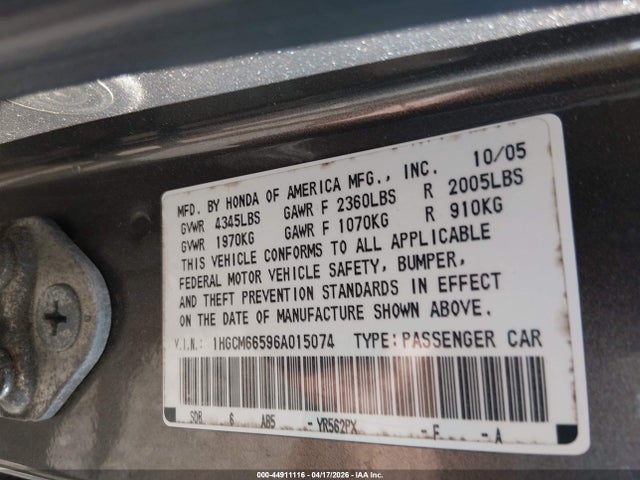 MFD. BY HONDA OF AMERICA MFG., INC. 10/05
GVWR 4345LBS GAWR F 2360LBS R 2005LBS
GVWR 1970KG GAWR F 1070KG R 910KG
THIS VEHICLE CONFORMS TO ALL APPLICABLE
FEDERAL MOTOR VEHICLE SAFETY, BUMPER,
AND THEFT PREVENTION STANDARDS IN EFFECT
ON THE DATE OF MANUFACTURE SHOWN ABOVE.
V.I.N.: 1HGCM66596A015074 TYPE:PASSENGER CAR
SDB 6 AB5 - YR562PX -F -A
000-44911116 - 04/17/2026 - IAA Inc.